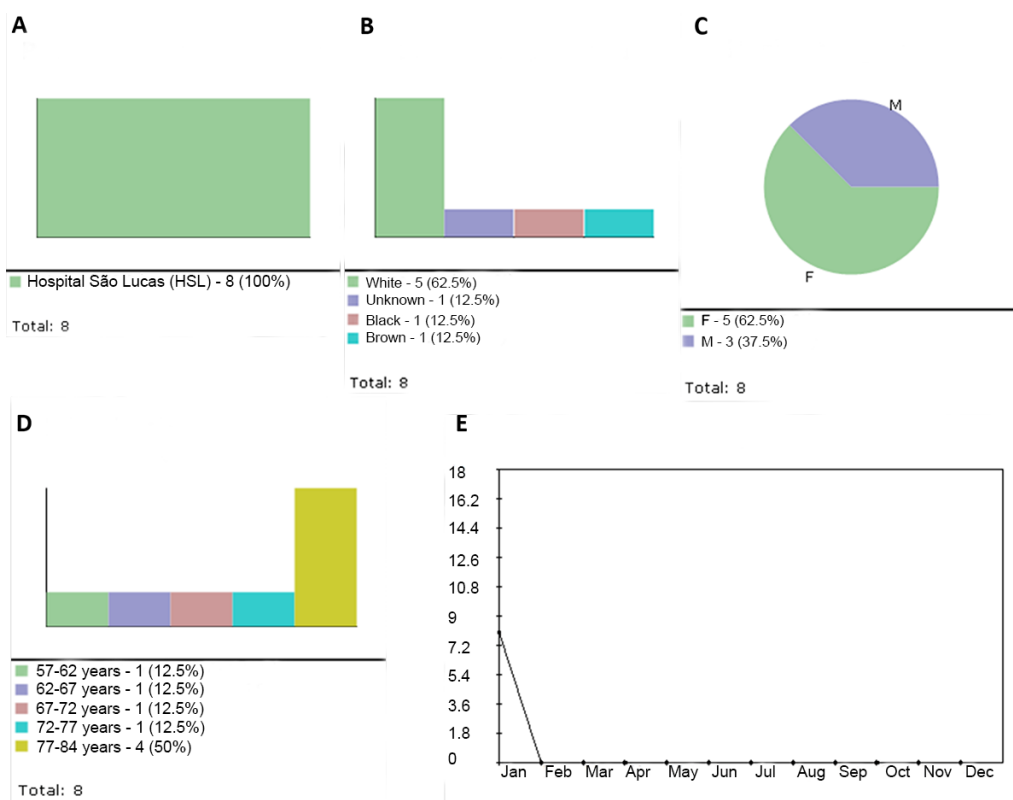 A
Hospital São Lucas (HSL) - 8 (100%)
Total: 8
B
White - 5 (62.5%)
Unknown - 1 (12.5%)
Black - 1 (12.5%)
Brown - 1 (12.5%)
Total: 8
C
M
F
F - 5 (62.5%)
M - 3 (37.5%)
Total: 8
D
57-62 years - 1 (12.5%)
62-67 years - 1 (12.5%)
67-72 years - 1 (12.5%)
72-77 years - 1 (12.5%)
77-84 years - 4 (50%)
Total: 8
E
18
16.2
14.4
12.6
10.8
9
7.2
5.4
3.6
1.8
0
Jan Feb Mar Apr May Jun Jul Aug Sep Oct Nov Dec